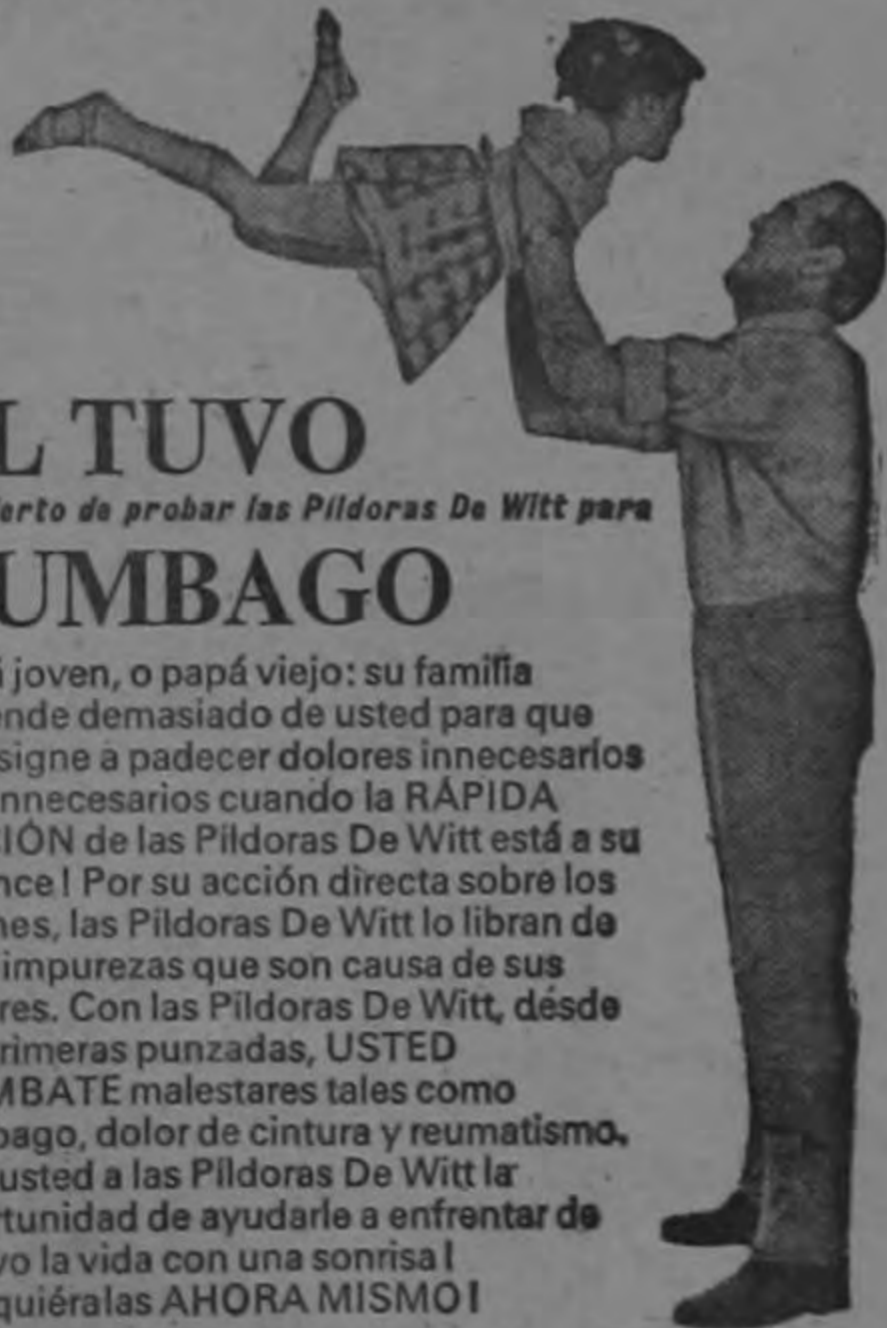 L TUVO
erto de probar las Píldoras De Witt para
UMBAGO
i joven, o papá viejo: su familia
ende demasiado de usted para que
signe a padecer dolores innecesarios
nnecesarios cuando la RÁPIDA
IÓN de las Píldoras De Witt está a su
nce! Por su acción directa sobre los
nes, las Píldoras De Witt lo libran de
impurezas que son causa de sus
res. Con las Píldoras De Witt, désde
rimeras punzadas, USTED
MBATE malestares tales como
bago, dolor de cintura y reumatismo.
usted a las Píldoras De Witt la
rtunidad de ayudarle a enfrentar de
vo la vida con una sonrisa!
quiéralas AHORA MISMO!